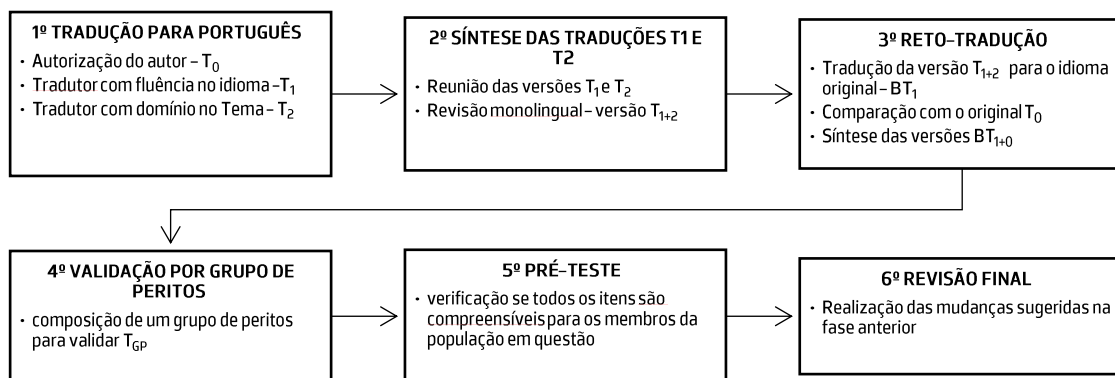 1º TRADUÇÃO PARA PORTUGUÊS
• Autorização do autor – T0
• Tradutor com fluência no idioma –T1
• Tradutor com domínio no Tema – T2
2º SÍNTESE DAS TRADUÇÕES T1 E
T2
• Reunião das versões T1 e T2
• Revisão monolingual – versão T1+2
3º RETO-TRADUÇÃO
• Tradução da versão T1+2 para o idioma
original – BT1
• Comparação com o original T0
• Síntese das versões BT1+0
4º VALIDAÇÃO POR GRUPO DE
PERITOS
• composição de um grupo de peritos
para validar TGP
5º PRÉ-TESTE
• verificação se todos os itens são
compreensíveis para os membros da
população em questão
6º REVISÃO FINAL
• Realização das mudanças sugeridas na
fase anterior